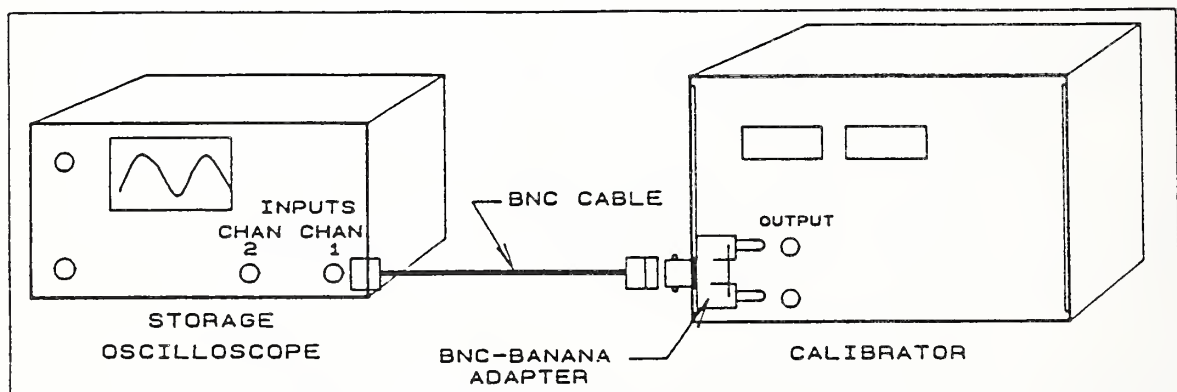 INPUTS
CHAN CHAN
2 1
STORAGE
OSCILLOSCOPE
BNC CABLE
BNC-BANANA
ADAPTER
OUTPUT
CALIBRATOR